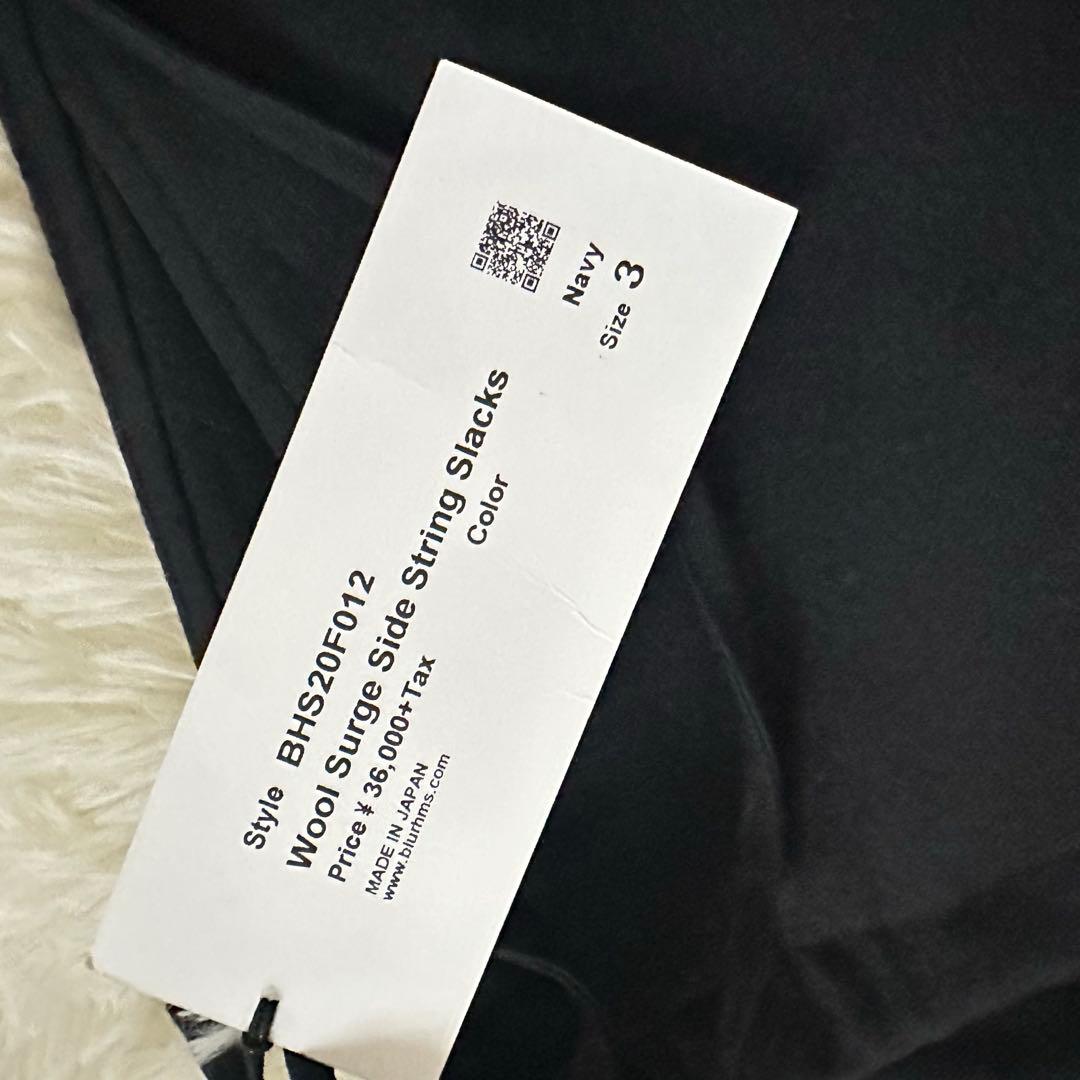 Style BHS20F012
Wool Surge Side String Slacks
Price ¥ 36,000+Tax
Color Navy
MADE IN JAPAN
Size 3
www.blurhms.com